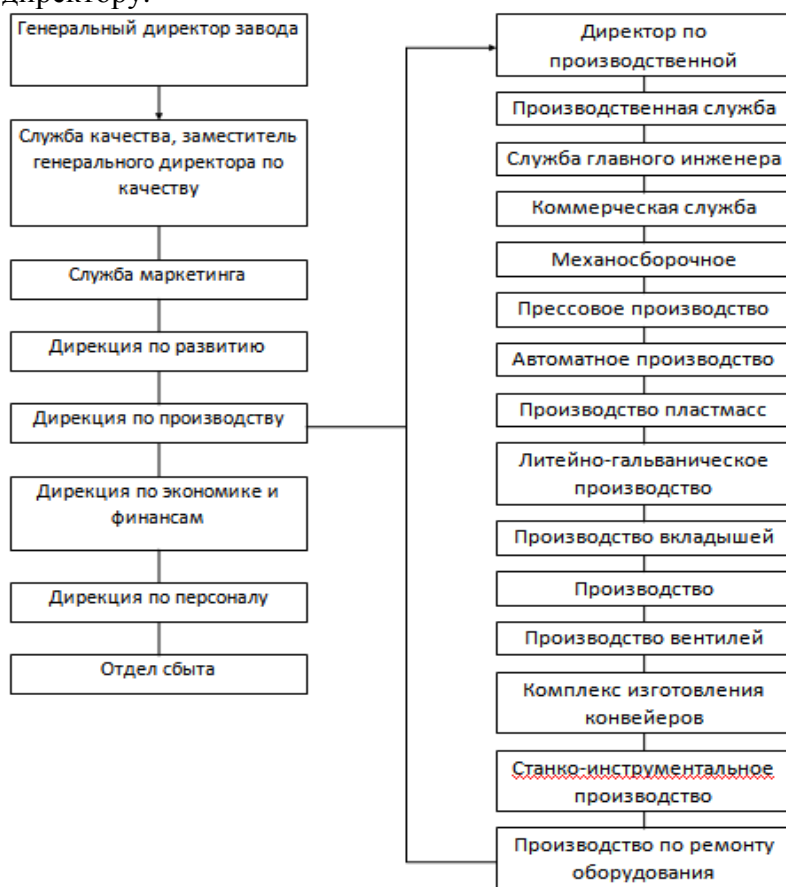 директору.
Генеральный директор завода
Служба качества, заместитель
генерального директора по
качеству
Служба маркетинга
Дирекция по развитию
Дирекция по производству
Дирекция по экономике и
финансам
Дирекция по персоналу
Отдел сбыта
Директор по
производственной
Производственная служба
Служба главного инженера
Коммерческая служба
Механосборочное
Прессовое производство
Автоматное производство
Производство пластмасс
Литейно-гальваническое
производство
Производство вкладышей
Производство
Производство вентилей
Комплекс изготовления
конвейеров
Станко-инструментальное
производство
Производство по ремонту
оборудования